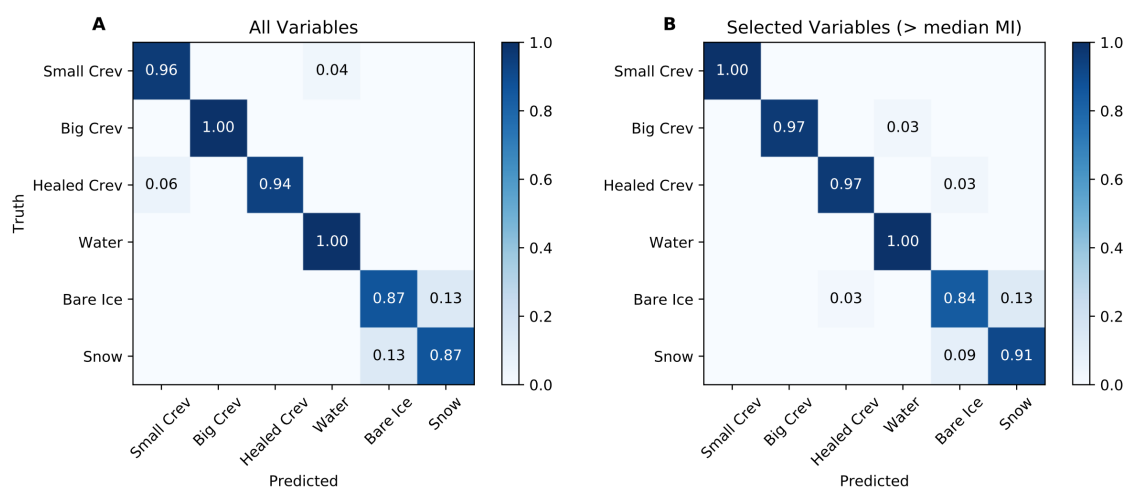 A
All Variables
Truth
Small Crev
Big Crev
Healed Crev
Water
Bare Ice
Snow
0.96 0.04
1.00
0.06 0.94
1.00
0.87 0.13
0.13 0.87
Small Crev
Big Crev
Healed Crev
Water
Bare Ice
Snow
Predicted
1.0
0.8
0.6
0.4
0.2
0.0
B
Selected Variables (> median MI)
Small Crev
Big Crev
Healed Crev
Water
Bare Ice
Snow
1.00
0.97 0.03
0.97 0.03
1.00
0.03 0.84 0.13
0.09 0.91
Small Crev
Big Crev
Healed Crev
Water
Bare Ice
Snow
Predicted
1.0
0.8
0.6
0.4
0.2
0.0